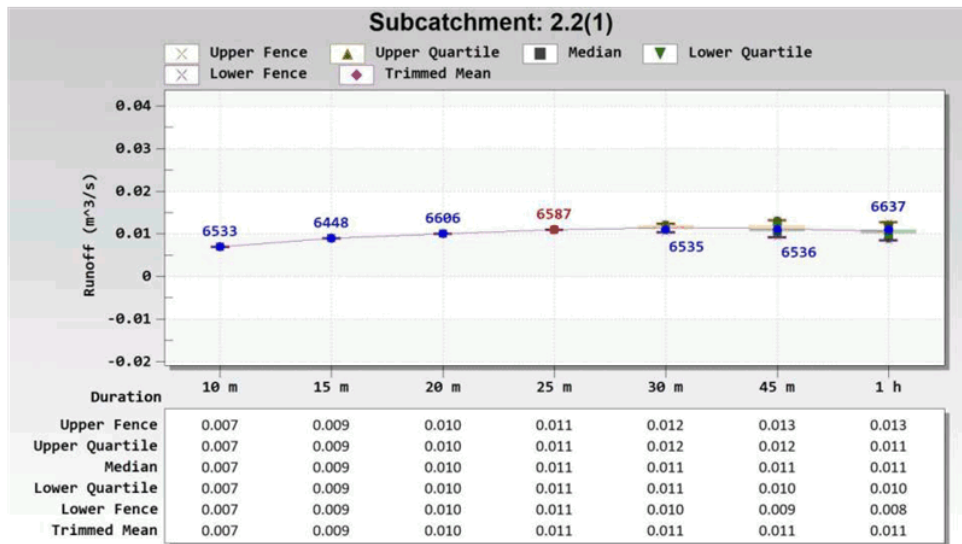 Subcatchment: 2.2(1)
Upper Fence Upper Quartile Median Lower Quartile
Lower Fence Trimmed Mean
Runoff (m^3/s)
0.04
0.03
0.02
0.01
0
-0.01
-0.02
6533 6448 6606 6587 6535 6536 6637
Duration 10 m 15 m 20 m 25 m 30 m 45 m 1 h
Upper Fence 0.007 0.009 0.010 0.011 0.012 0.013 0.013
Upper Quartile 0.007 0.009 0.010 0.011 0.012 0.012 0.011
Median 0.007 0.009 0.010 0.011 0.011 0.011 0.011
Lower Quartile 0.007 0.009 0.010 0.011 0.011 0.010 0.010
Lower Fence 0.007 0.009 0.010 0.011 0.010 0.009 0.008
Trimmed Mean 0.007 0.009 0.010 0.011 0.011 0.011 0.011